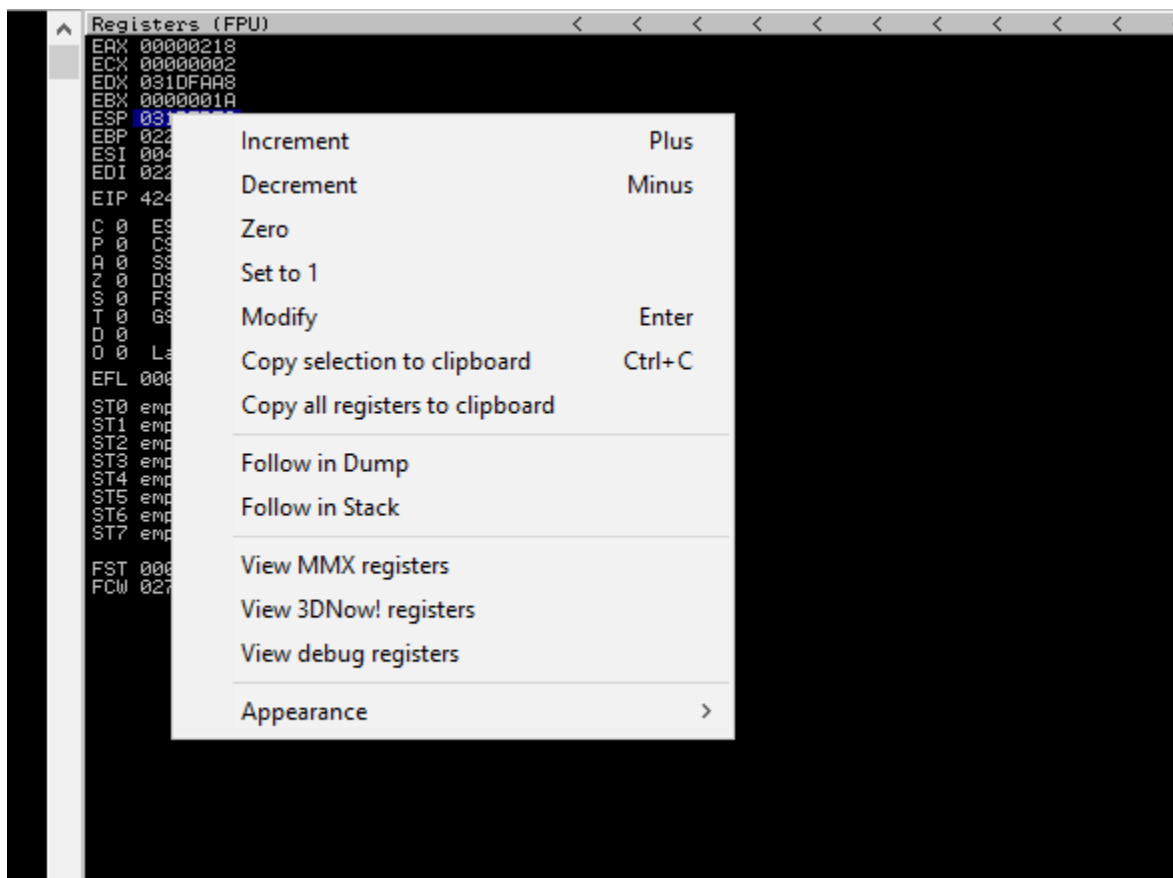 Registers (FPU) < < < < < < < < < <
EAX 00000218
ECX 00000002
EDX 031DFAA8
EBX 0000001A
ESP
EBP
ESI
EDI
EIP
C 0
P 0
A 0
Z 0
S 0
T 0
D 0
O 0
EFL
ST0
ST1
ST2
ST3
ST4
ST5
ST6
ST7
FST
FCW
Increment Plus
Decrement Minus
Zero
Set to 1
Modify Enter
Copy selection to clipboard Ctrl+C
Copy all registers to clipboard
Follow in Dump
Follow in Stack
View MMX registers
View 3DNow! registers
View debug registers
Appearance >